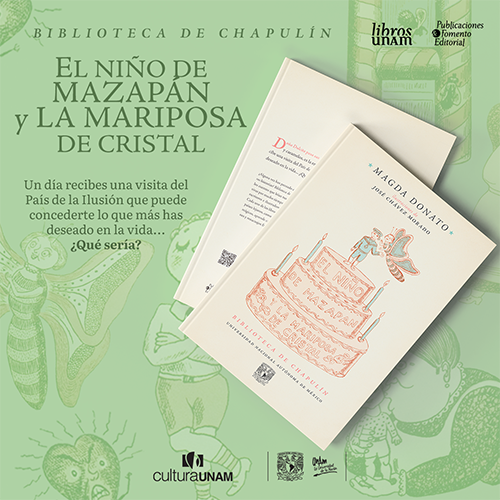 BIBLIOTECA DE CHAPULÍN
libros
UNAM
Publicaciones
Fomento
Editorial
EL NIÑO DE
MAZAPÁN
y LA MARIPOSA
DE CRISTAL
Un día recibes una visita del
País de la Ilusión que puede
concederte lo que más has
deseado en la vida...
¿Qué sería?
MAGDA DONATO
JOSÉ CHÁVEZ MORADO
EL NIÑO
DE MAZAPÁN
Y LA MARIPOSA
DE CRISTAL
BIBLIOTECA DE CHAPULÍN
UNIVERSIDAD NACIONAL AUTÓNOMA DE MÉXICO
culturaUNAM